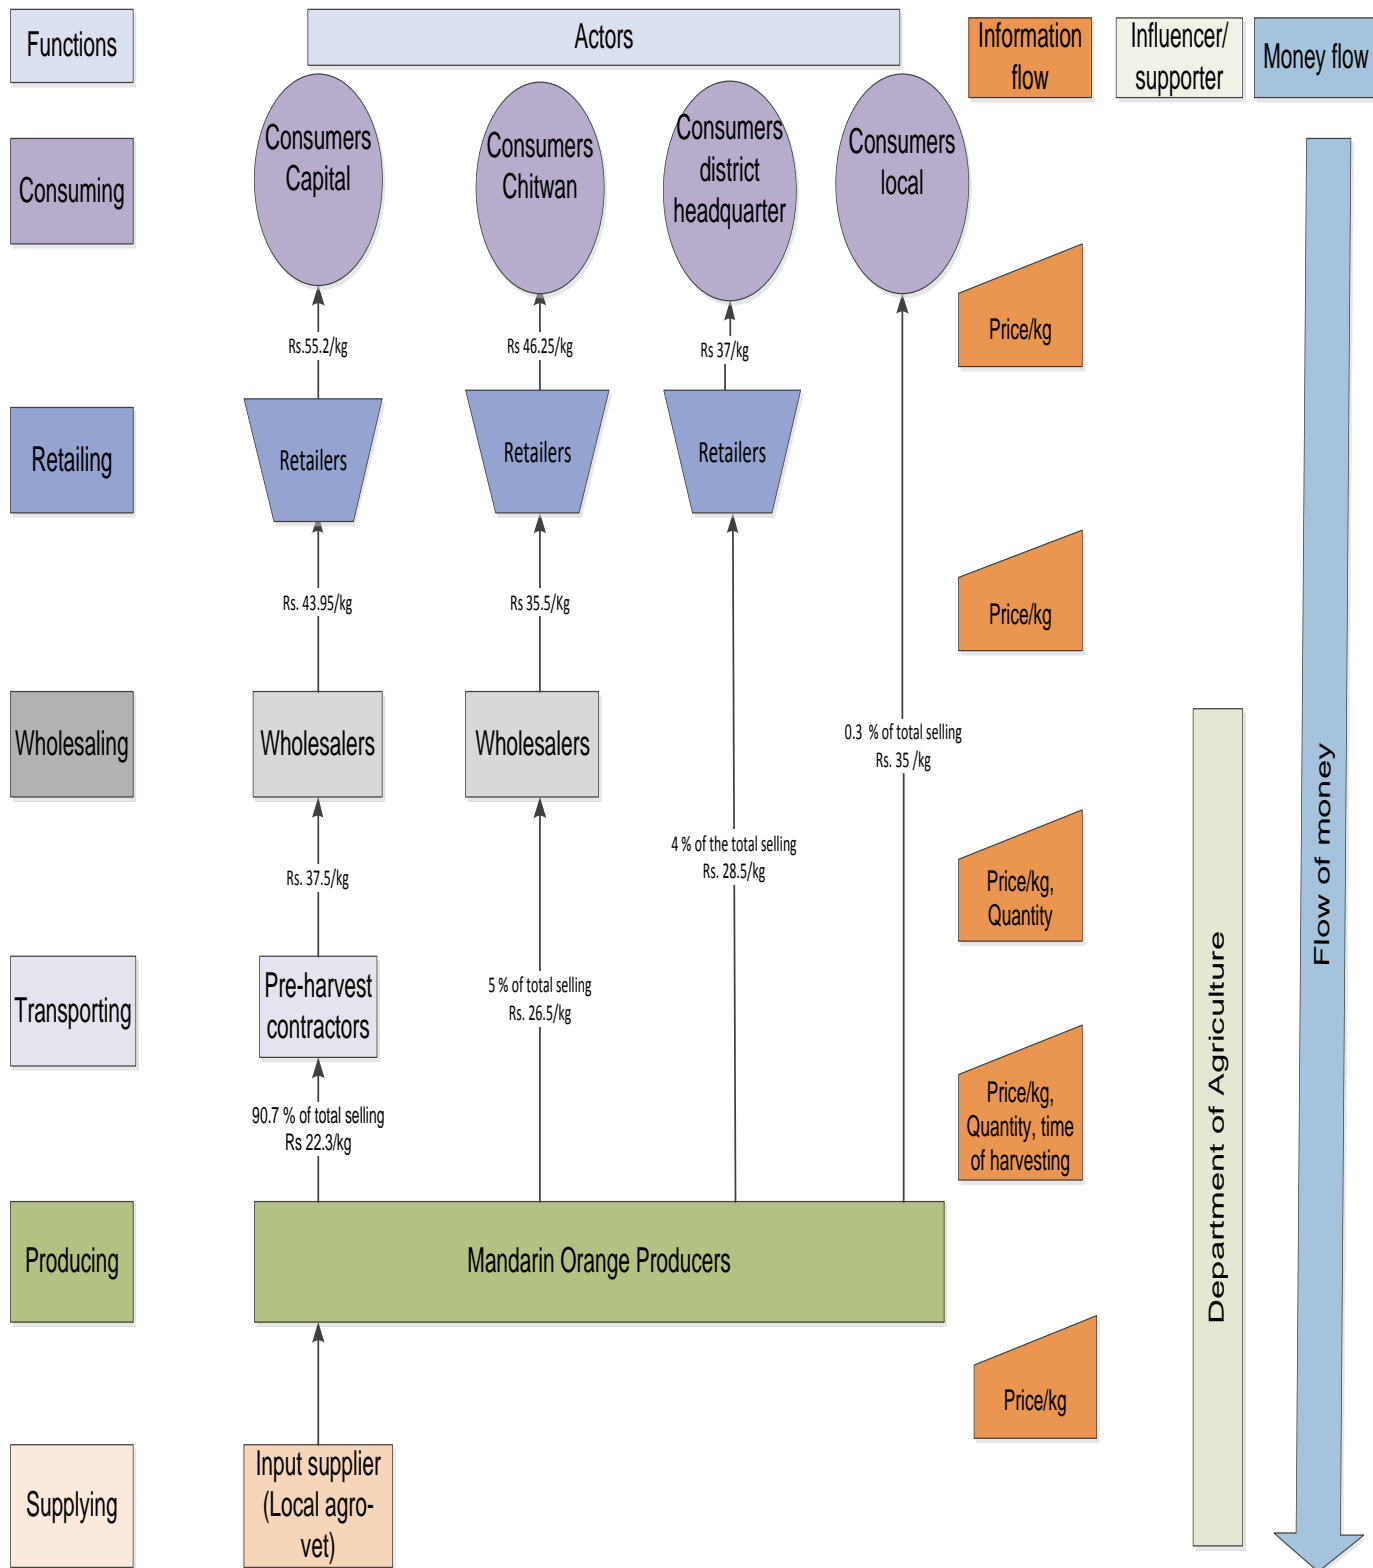 Functions
Actors
Information
flow
Influencer/
supporter
Money flow
Consuming
Consumers
Capital
Consumers
Chitwan
Consumers
district
headquarter
Consumers
local
Price/kg
Rs.55.2/kg
Rs 46.25/kg
Rs 37/kg
Retailing
Retailers
Retailers
Retailers
Price/kg
Rs. 43.95/kg
Rs 35.5/Kg
Wholesaling
Wholesalers
Wholesalers
0.3 % of total selling
Rs. 35 /kg
4 % of the total selling
Rs. 28.5/kg
Price/kg,
Quantity
Rs. 37.5/kg
Flow of money
Transporting
Pre-harvest
contractors
5 % of total selling
Rs. 26.5/kg
Price/kg,
Quantity, time
of harvesting
Department of Agriculture
90.7 % of total selling
Rs 22.3/kg
Producing
Mandarin Orange Producers
Price/kg
Supplying
Input supplier
(Local agro-
vet)